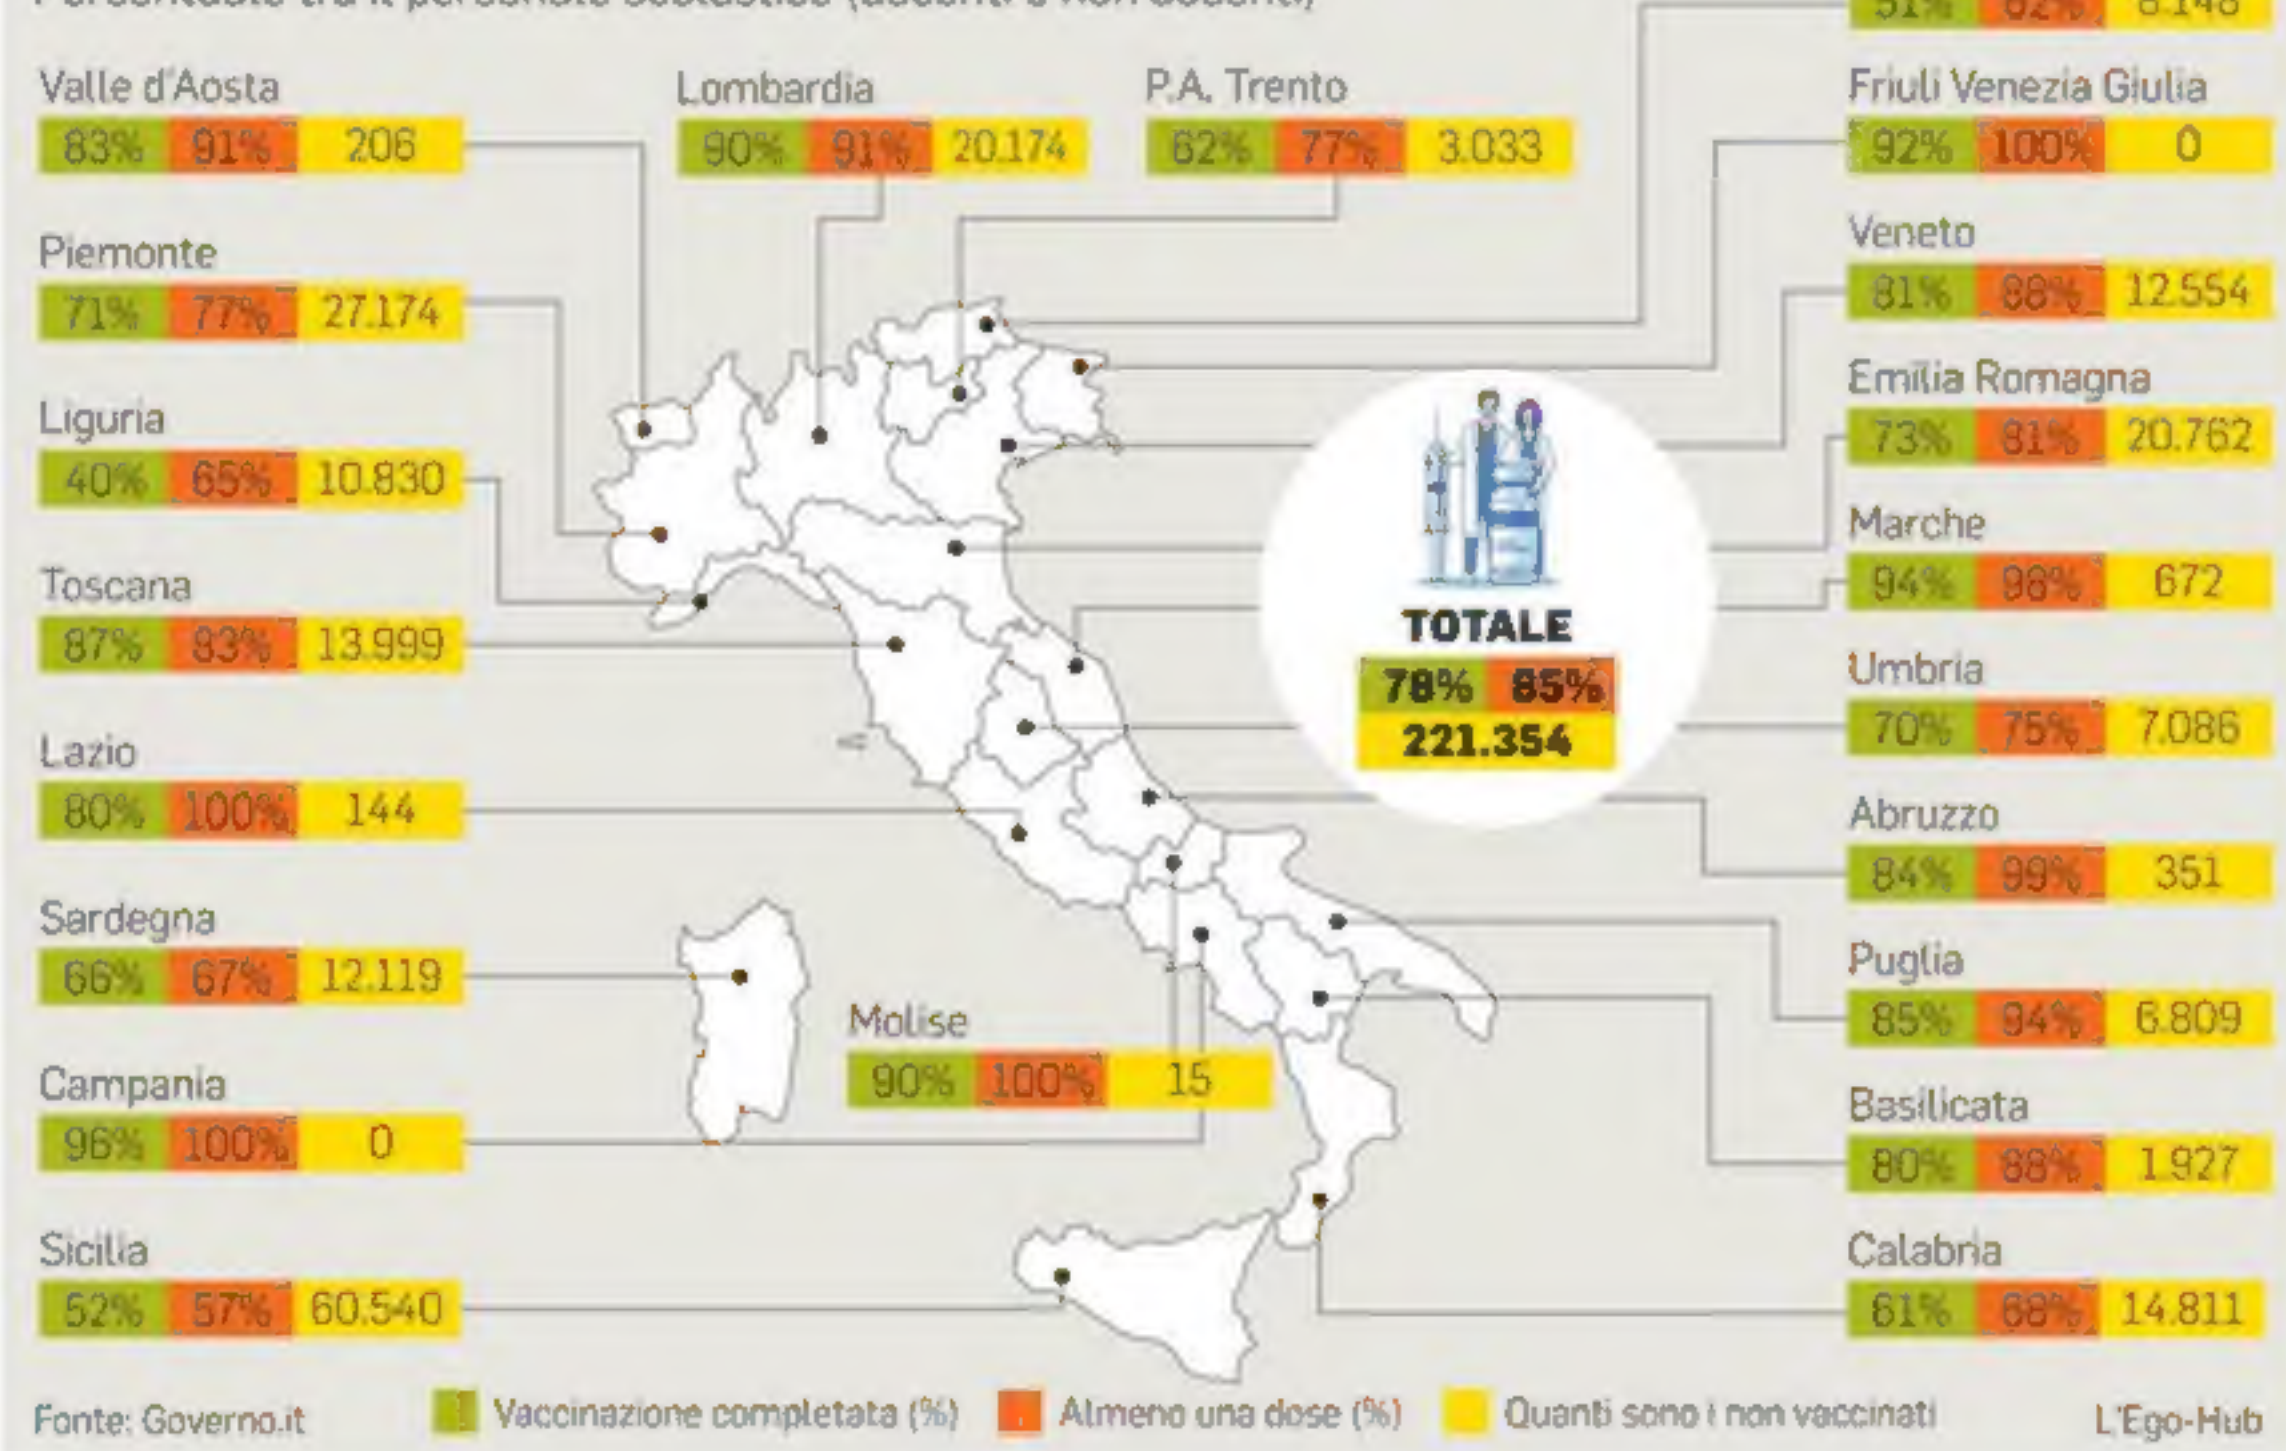 Valle d'Aosta
83% 91% 206
Piemonte
71% 77% 27.174
Liguria
40% 65% 10.830
Toscana
87% 83% 13.999
Lazio
80% 100% 144
Sardegna
66% 67% 12.119
Campania
96% 100% 0
Sicilia
52% 57% 60.540
Lombardia
90% 91% 20.174
P.A. Trento
62% 77% 3.033
Molise
90% 100% 15
TOTALE
78% 85%
221.354
Friuli Venezia Giulia
92% 100% 0
Veneto
81% 88% 12.554
Emilia Romagna
73% 81% 20.762
Marche
94% 98% 672
Umbria
70% 75% 7.086
Abruzzo
84% 99% 351
Puglia
85% 94% 6.809
Basilicata
80% 88% 1.927
Calabria
61% 68% 14.811
Fonte: Governo.it
Vaccinazione completata (%)
Almeno una dose (%)
Quanti sono i non vaccinati
L'Ego-Hub